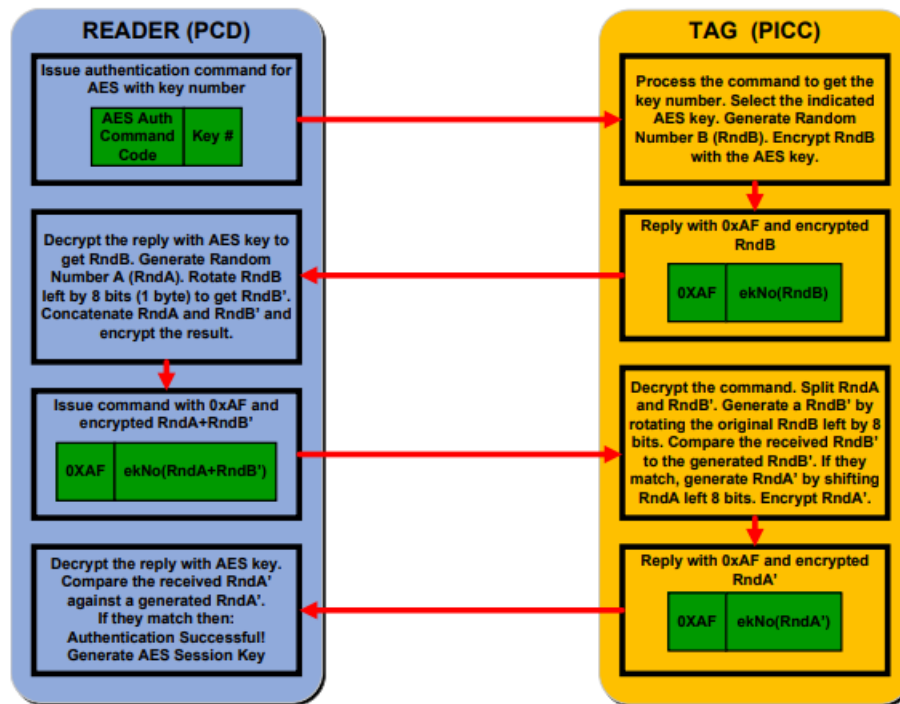 READER (PCD)
Issue authentication command for
AES with key number
AES Auth
Command
Code
Key #
Decrypt the reply with AES key to
get RndB. Generate Random
Number A (RndA). Rotate RndB
left by 8 bits (1 byte) to get RndB'.
Concatenate RndA and RndB' and
encrypt the result.
Issue command with 0xAF and
encrypted RndA+RndB'
0XAF
ekNo(RndA+RndB')
Decrypt the reply with AES key.
Compare the received RndA'
against a generated RndA'.
If they match then:
Authentication Successful!
Generate AES Session Key
TAG (PICC)
Process the command to get the
key number. Select the indicated
AES key. Generate Random
Number B (RndB). Encrypt RndB
with the AES key.
Reply with 0xAF and encrypted
RndB
0XAF
ekNo(RndB)
Decrypt the command. Split RndA
and RndB'. Generate a RndB' by
rotating the original RndB left by 8
bits. Compare the received RndB'
to the generated RndB'. If they
match, generate RndA' by shifting
RndA left 8 bits. Encrypt RndA'.
Reply with 0xAF and encrypted
RndA'
0XAF
ekNo(RndA')